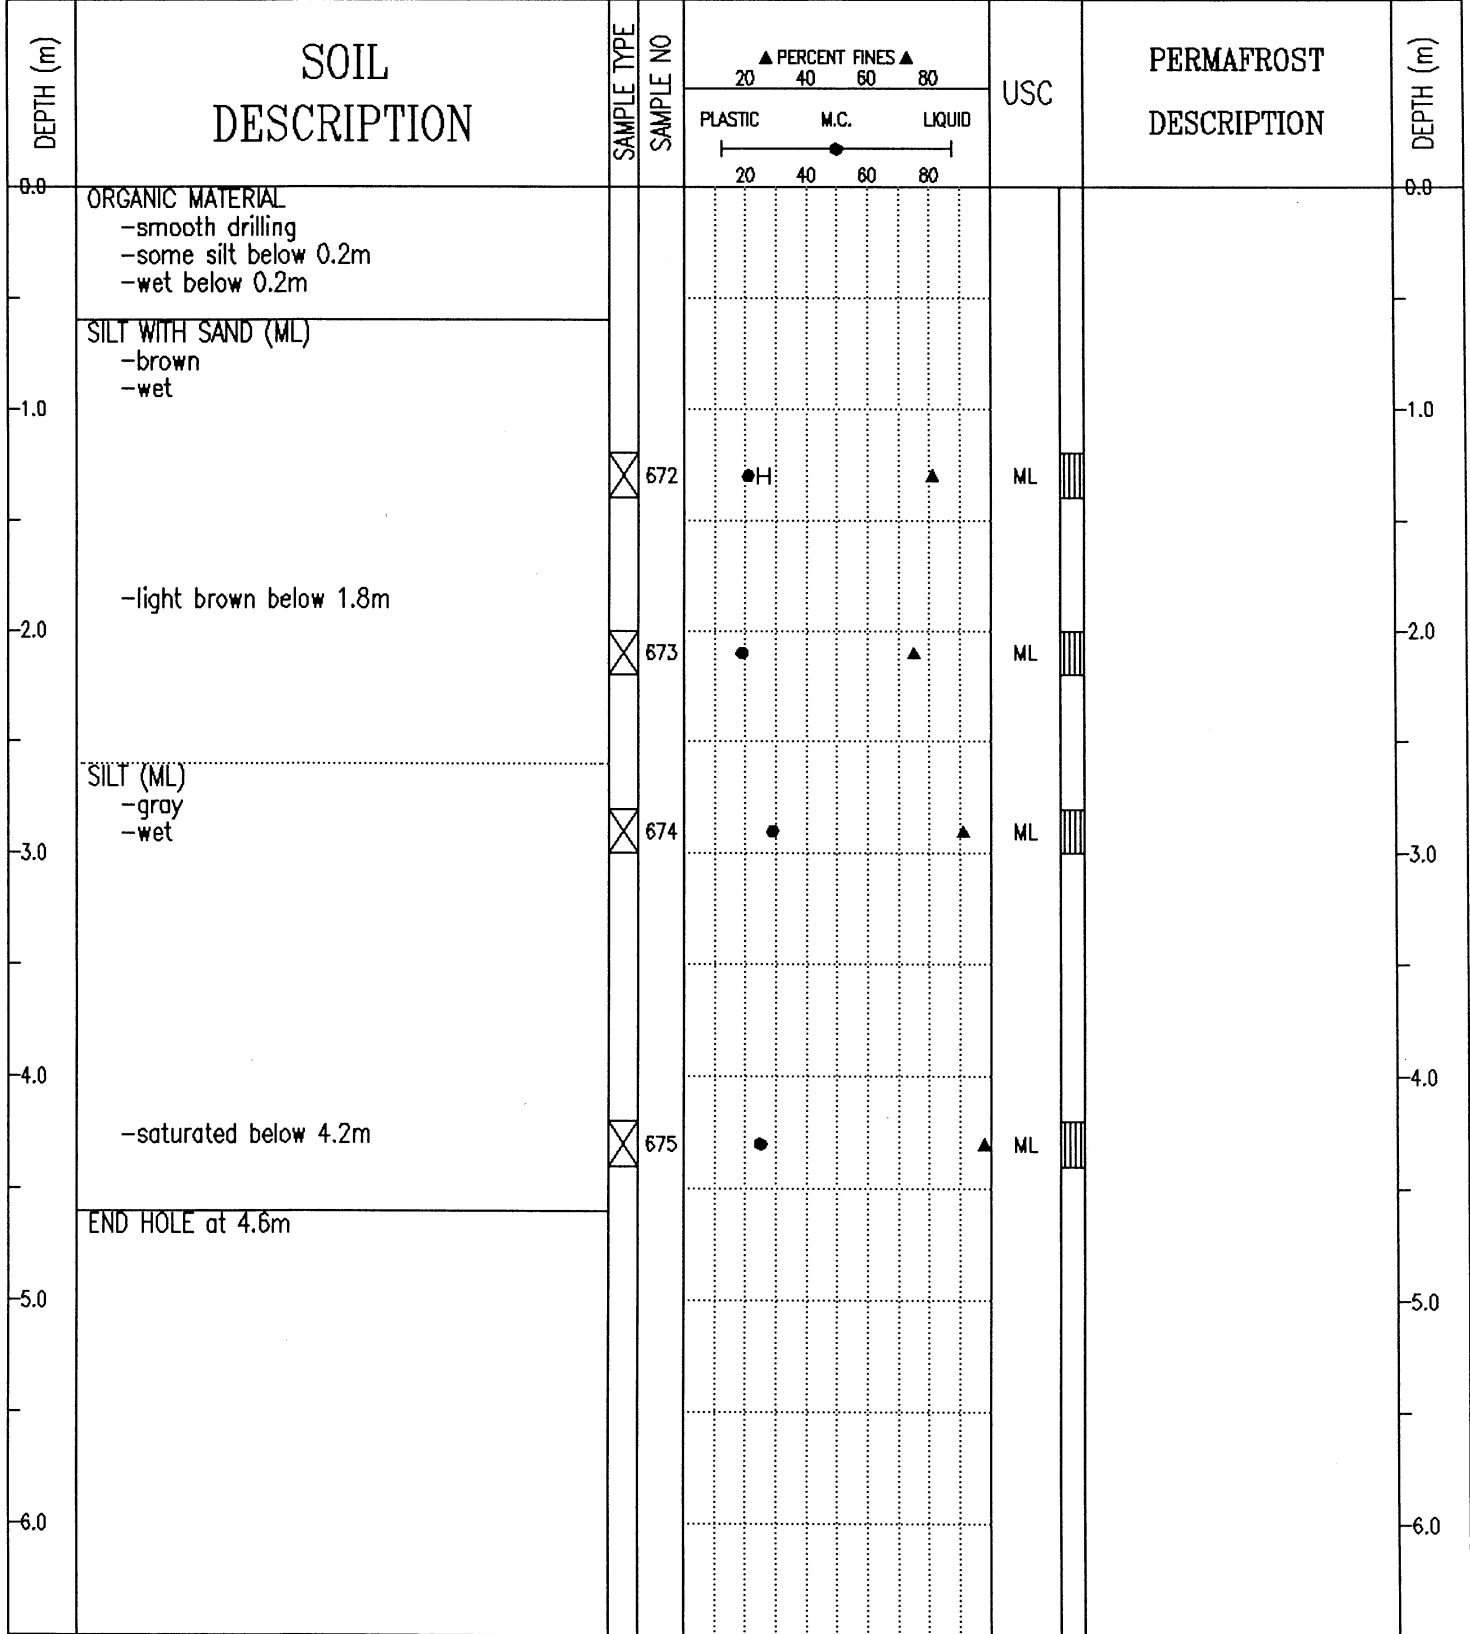 DEPTH (m)
SOIL
DESCRIPTION
SAMPLE TYPE
SAMPLE NO
▲ PERCENT FINES ▲
20 40 60 80
PLASTIC M.C. LIQUID
20 40 60 80
USC
PERMAFROST
DESCRIPTION
DEPTH (m)
0.0 0.0
ORGANIC MATERIAL
-smooth drilling
-some silt below 0.2m
-wet below 0.2m
SILT WITH SAND (ML)
-brown
-wet
1.0 1.0
672 ML
-light brown below 1.8m
2.0 2.0
673 ML
SILT (ML)
-gray
-wet
674 ML
3.0 3.0
4.0 4.0
-saturated below 4.2m
675 ML
END HOLE at 4.6m
5.0 5.0
6.0 6.0